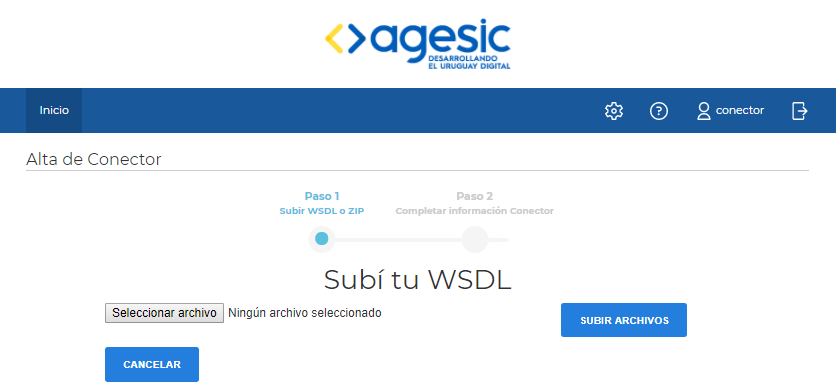 agesic
DESARROLLANDO
EL URUGUAY DIGITAL
Inicio
conector
Alta de Conector
Paso 1
Paso 2
Subir WSDL o ZIP
Completar información Conector
Subí tu WSDL
Seleccionar archivo Ningún archivo seleccionado
SUBIR ARCHIVOS
CANCELAR